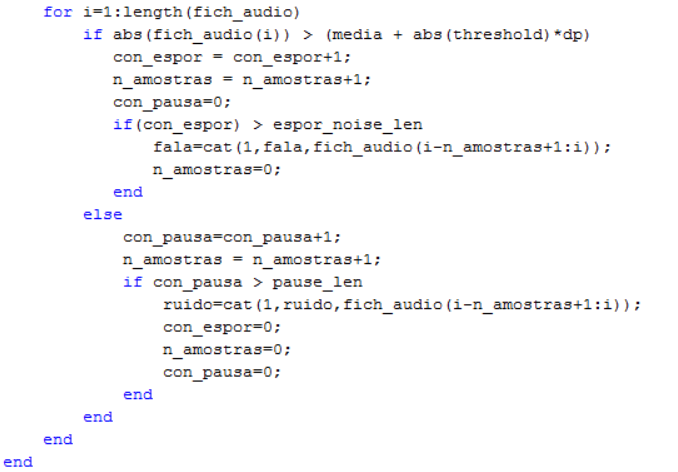 for i=1:length(fich_audio)
if abs(fich_audio(i)) > (media + abs(threshold)*dp)
con_espor = con_espor+1;
n_amostras = n_amostras+1;
con_pausa=0;
if(con_espor) > espor_noise_len
fala=cat(1,fala,fich_audio(i-n_amostras+1:i));
n_amostras=0;
end
else
con_pausa=con_pausa+1;
n_amostras = n_amostras+1;
if con_pausa > pause_len
ruido=cat(1,ruido,fich_audio(i-n_amostras+1:i));
con_espor=0;
n_amostras=0;
con_pausa=0;
end
end
end
end